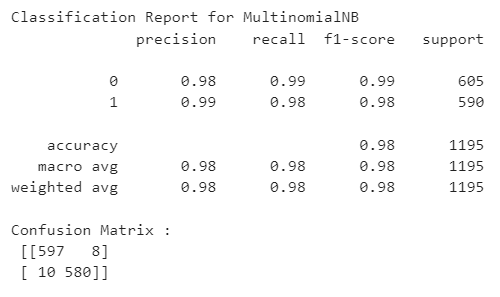 Classification Report for MultinomialNB
precision recall f1-score support
0 0.98 0.99 0.99 605
1 0.99 0.98 0.98 590
accuracy 0.98 1195
macro avg 0.98 0.98 0.98 1195
weighted avg 0.98 0.98 0.98 1195
Confusion Matrix :
[[597 8]
[ 10 580]]